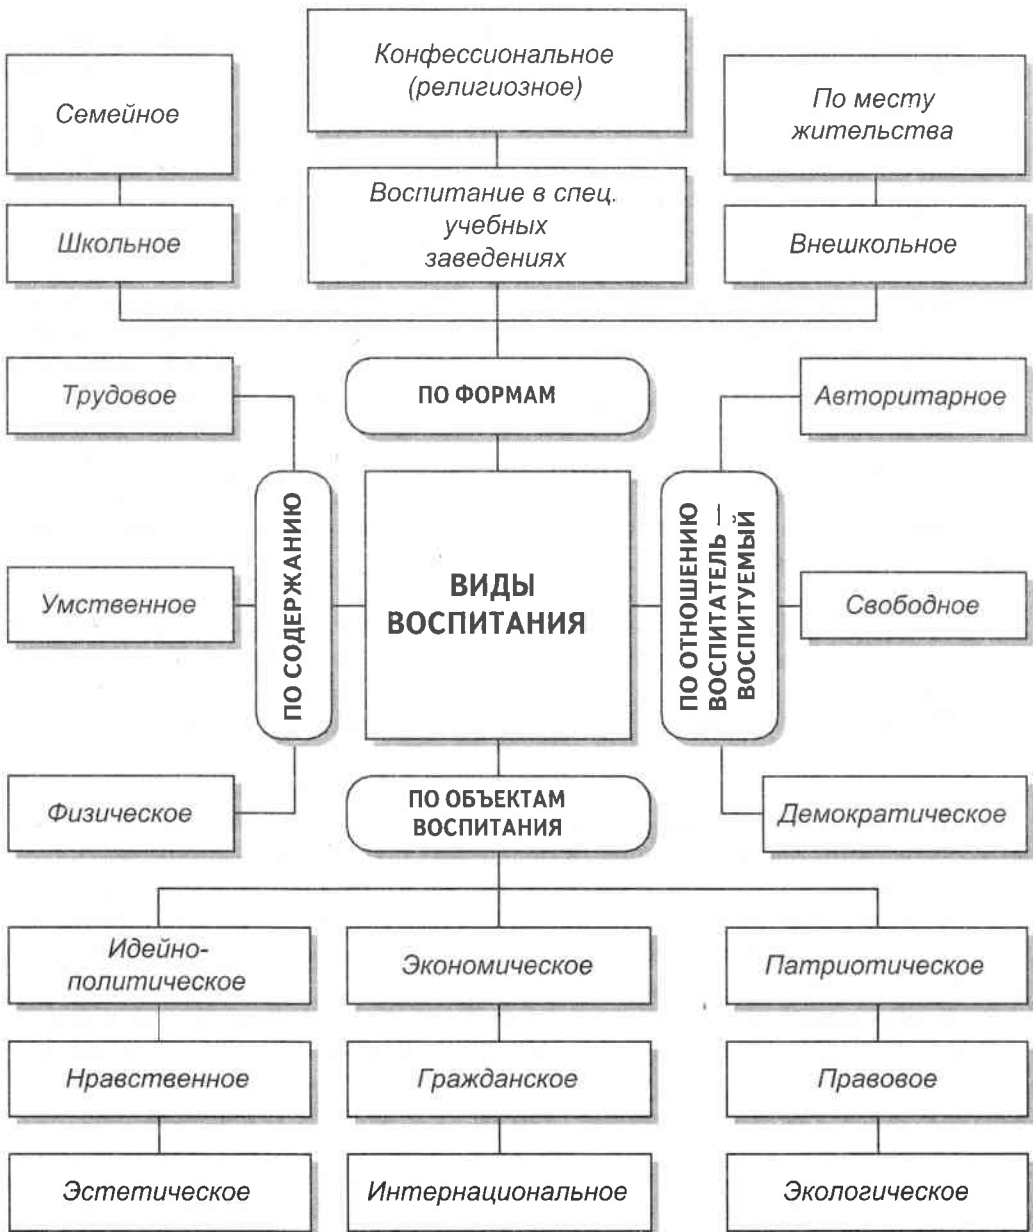 Конфессиональное
(религиозное)
Семейное
По месту
жительства
Воспитание в спец.
учебных
заведениях
Школьное
Внешкольное
Трудовое
ПО ФОРМАМ
Авторитарное
ПО СОДЕРЖАНИЮ
ВИДЫ
ВОСПИТАНИЯ
ПО ОТНОШЕНИЮ
ВОСПИТАТЕЛЬ —
ВОСПИТУЕМЫЙ
Умственное
Свободное
Физическое
ПО ОБЪЕКТАМ
ВОСПИТАНИЯ
Демократическое
Идейно-
политическое
Экономическое
Патриотическое
Нравственное
Гражданское
Правовое
Эстетическое
Интернациональное
Экологическое